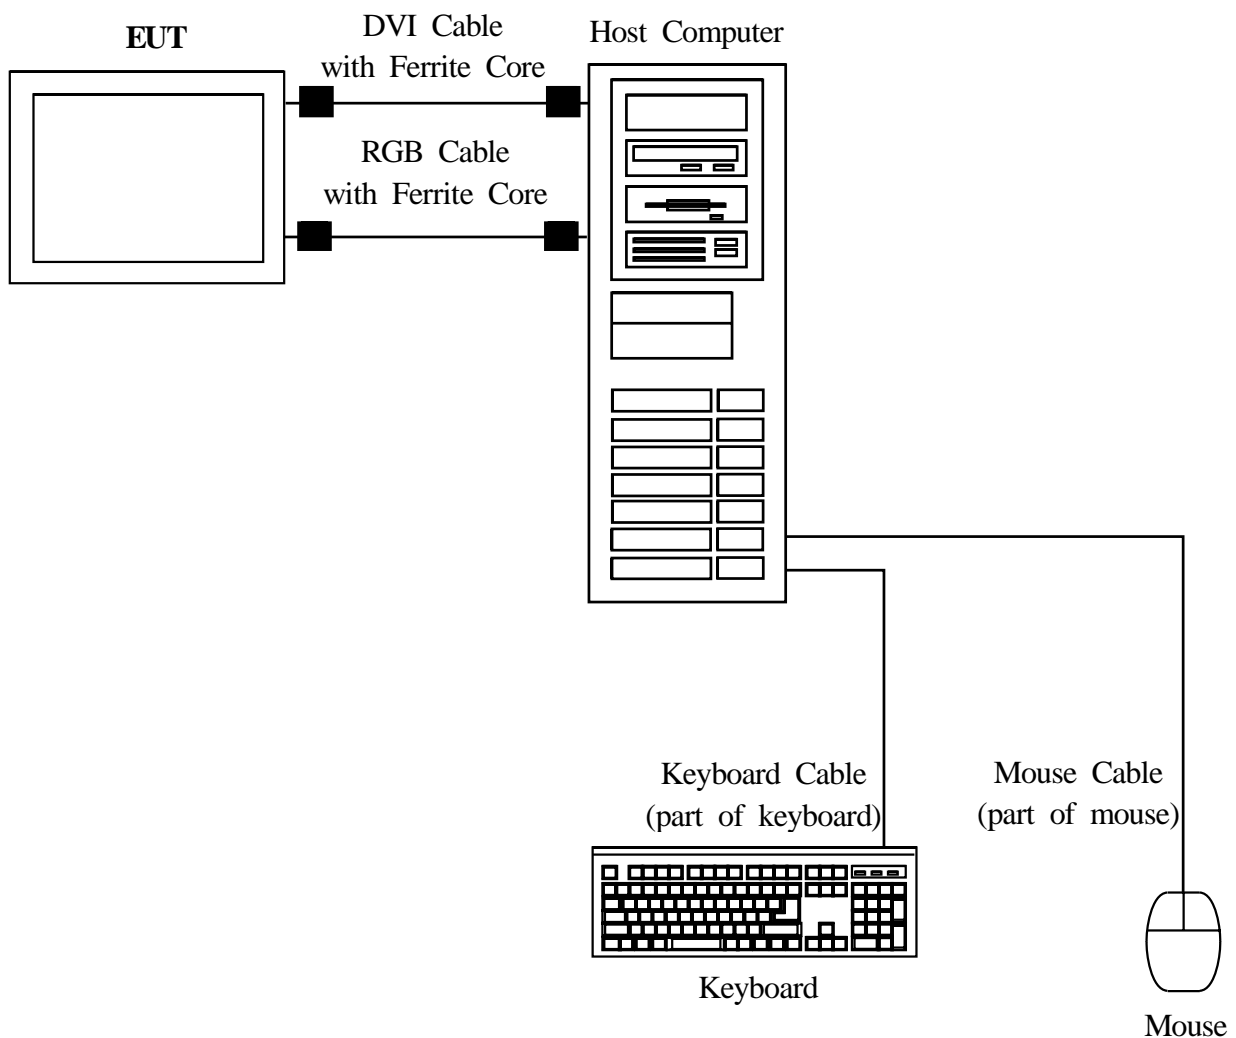 EUT
DVI Cable
with Ferrite Core
Host Computer
RGB Cable
with Ferrite Core
Keyboard Cable
(part of keyboard)
Mouse Cable
(part of mouse)
Keyboard
Mouse